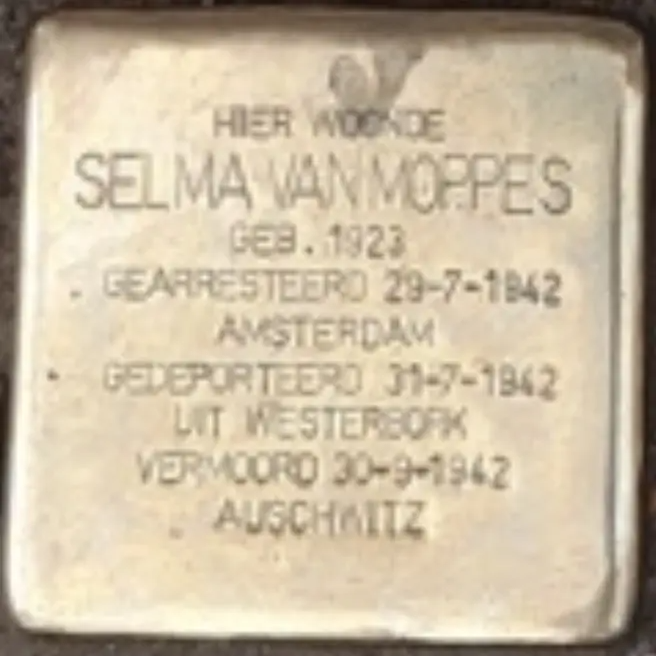 HIER WOONDE
SELMA VAN MOPPES
GEB. 1923
GEARRESTEERD 29-7-1942
AMSTERDAM
GEDEPORTEERD 31-7-1942
UIT WESTERBORK
VERMOORD 30-9-1942
AUSCHWITZ